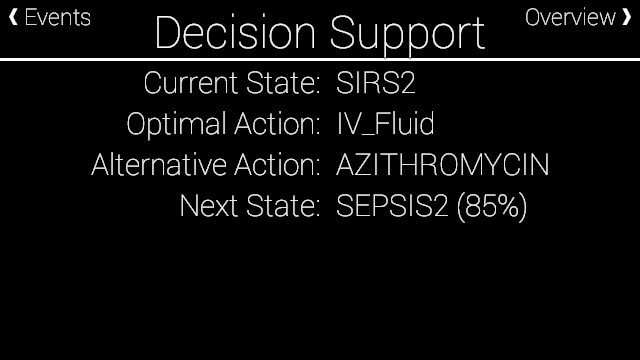 ❰ Events
Decision Support
Overview ❱
Current State: SIRS2
Optimal Action: IV_Fluid
Alternative Action: AZITHROMYCIN
Next State: SEPSIS2 (85%)